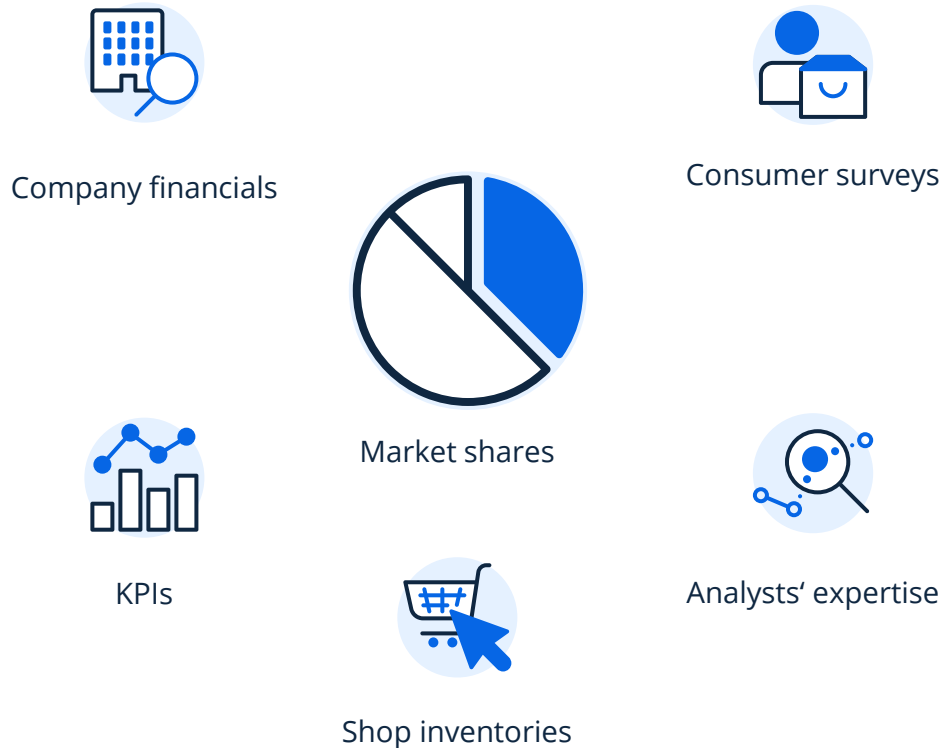 Company financials
Consumer surveys
Market shares
KPIs
Analysts‘ expertise
Shop inventories